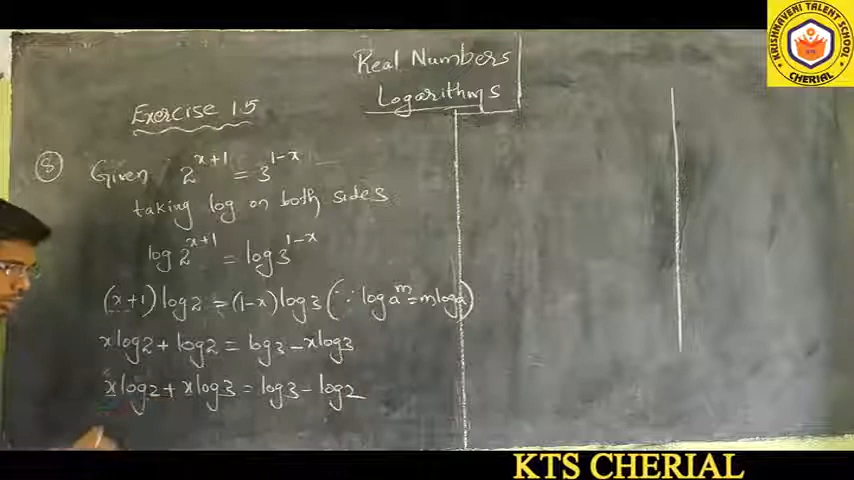 KRISHNAVENI TALENT SCHOOL
KTS
CHERIAL
Real Numbers
Logarithms
Exercise 1.5
8 Given 2^{x+1} = 3^{1-x}
taking log on both sides
log 2^{x+1} = log 3^{1-x}
(x+1) log 2 = (1-x) log 3 (∵ log a^m = m log a)
x log 2 + log 2 = log 3 - x log 3
x log 2 + x log 3 = log 3 - log 2
KTS CHERIAL